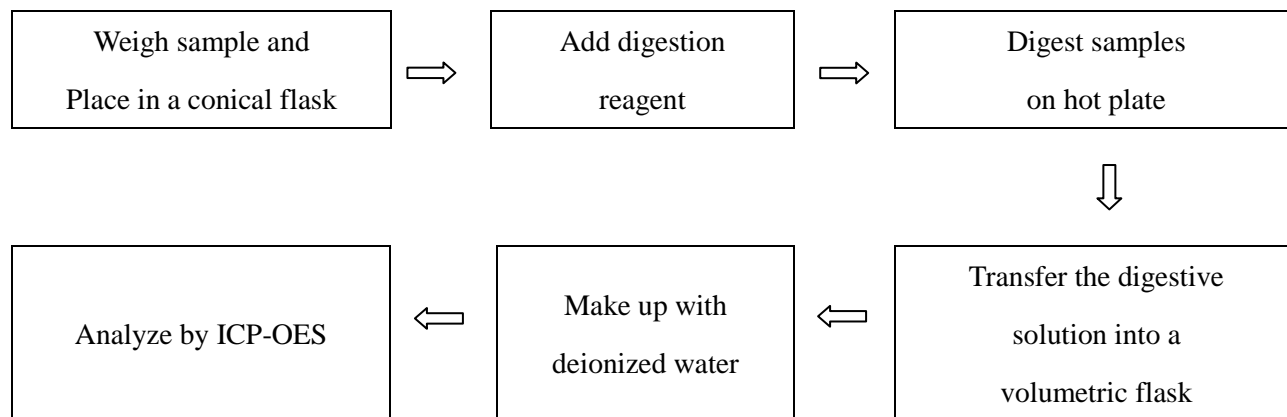 Weigh sample and
Place in a conical flask
Add digestion
reagent
Digest samples
on hot plate
Transfer the digestive
solution into a
volumetric flask
Make up with
deionized water
Analyze by ICP-OES